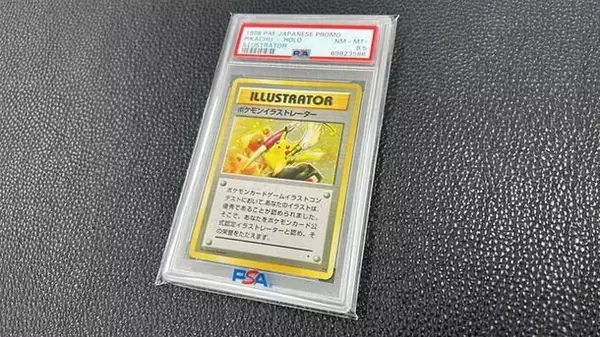 1998 P.M. JAPANESE PROMO
PIKACHU - HOLO NM - MT+
ILLUSTRATOR 8.5
PSA 69823586
ILLUSTRATOR
ポケモンイラストレーター
ポケモンカードゲームイラストコン
テストにおいて、あなたのイラストは、
優秀であることが認められました。
そこで、あなたをポケモンカード公
式認定イラストレーターと認め、そ
の栄誉をたたえます。
PSA